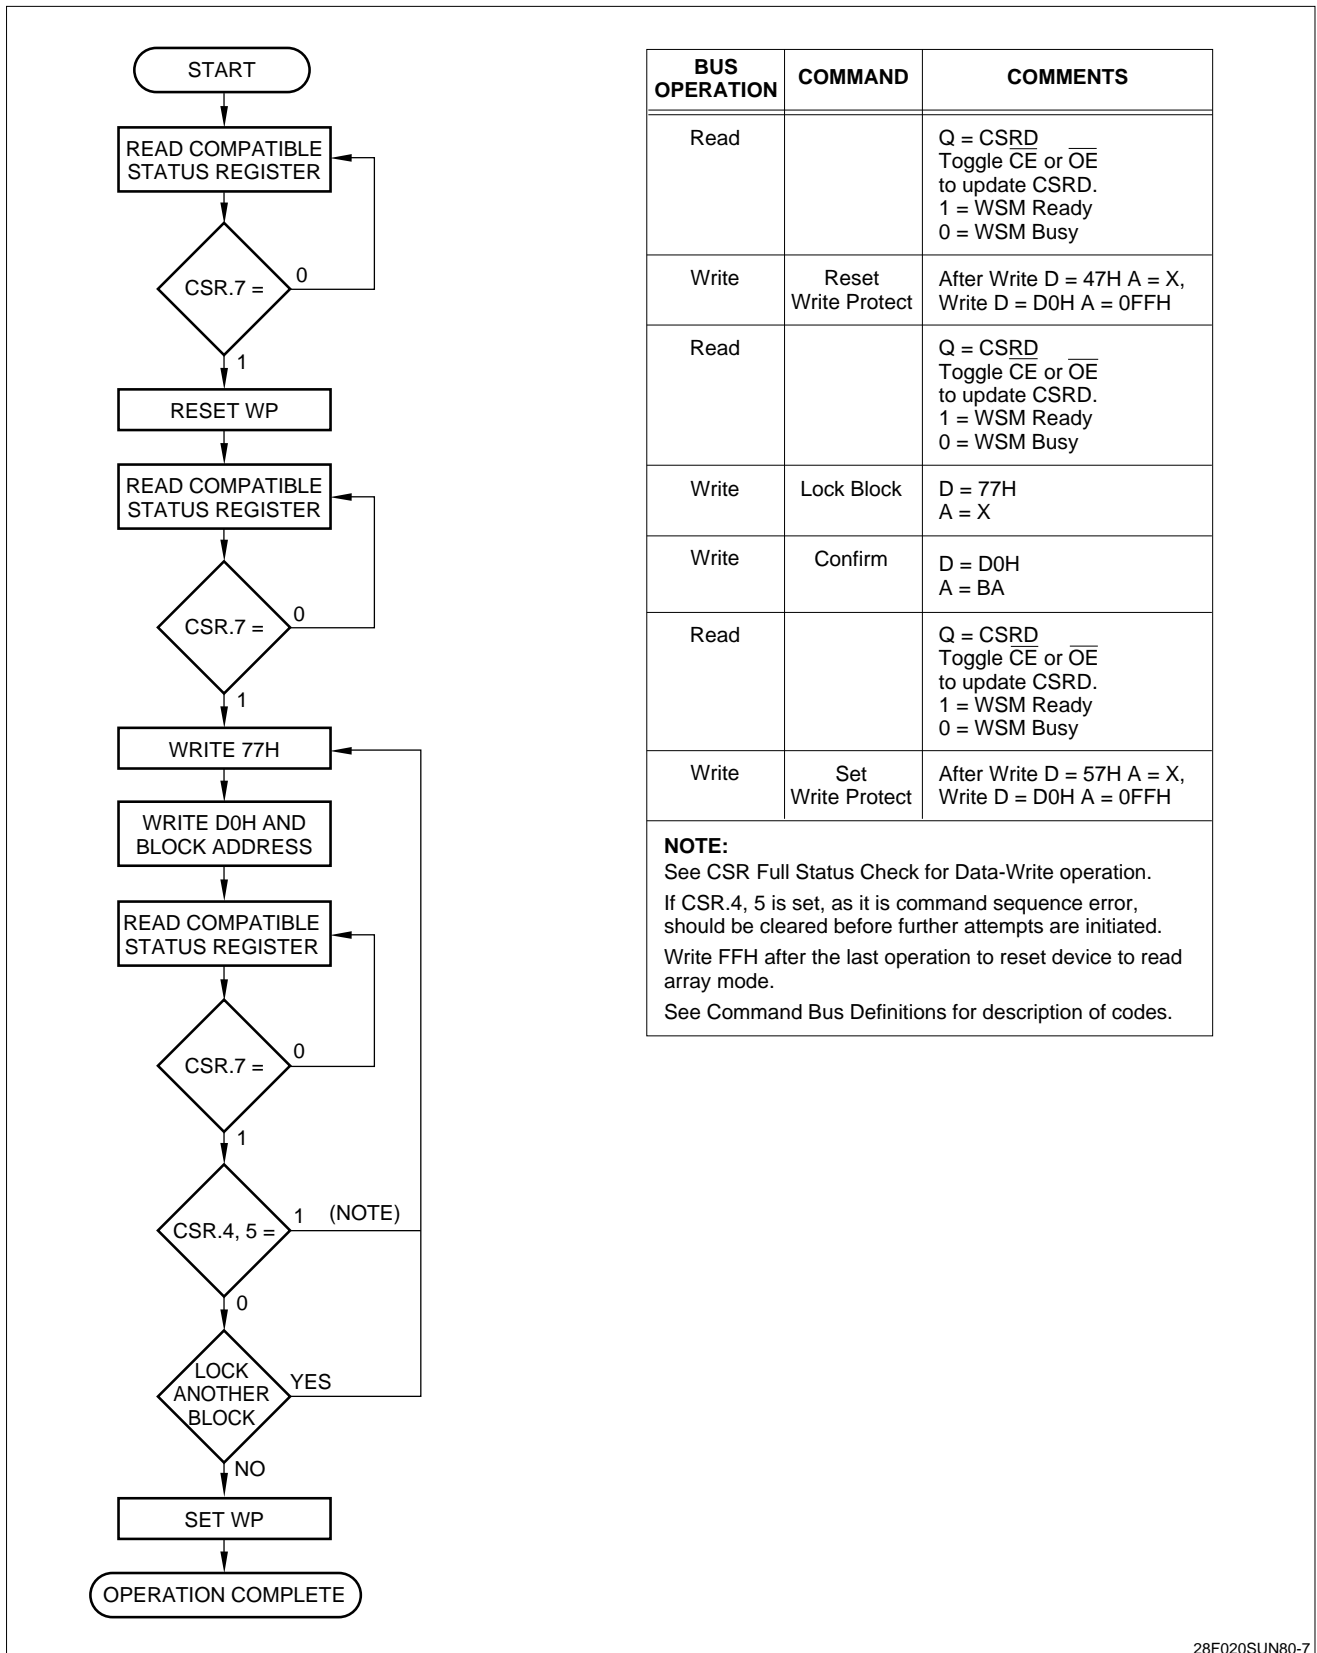 START
READ COMPATIBLE
STATUS REGISTER
CSR.7 =
0
1
RESET WP
READ COMPATIBLE
STATUS REGISTER
CSR.7 =
0
1
WRITE 77H
WRITE D0H AND
BLOCK ADDRESS
READ COMPATIBLE
STATUS REGISTER
CSR.7 =
0
1
CSR.4, 5 =
1 (NOTE)
0
LOCK
ANOTHER
BLOCK
YES
NO
SET WP
OPERATION COMPLETE
BUS
OPERATION
COMMAND
COMMENTS
Read
Q = CSRD
Toggle C̅E̅ or O̅E̅
to update CSRD.
1 = WSM Ready
0 = WSM Busy
Write
Reset
Write Protect
After Write D = 47H A = X,
Write D = D0H A = 0FFH
Read
Q = CSRD
Toggle C̅E̅ or O̅E̅
to update CSRD.
1 = WSM Ready
0 = WSM Busy
Write
Lock Block
D = 77H
A = X
Write
Confirm
D = D0H
A = BA
Read
Q = CSRD
Toggle C̅E̅ or O̅E̅
to update CSRD.
1 = WSM Ready
0 = WSM Busy
Write
Set
Write Protect
After Write D = 57H A = X,
Write D = D0H A = 0FFH
NOTE:
See CSR Full Status Check for Data-Write operation.
If CSR.4, 5 is set, as it is command sequence error,
should be cleared before further attempts are initiated.
Write FFH after the last operation to reset device to read
array mode.
See Command Bus Definitions for description of codes.
28F020SUN80-7